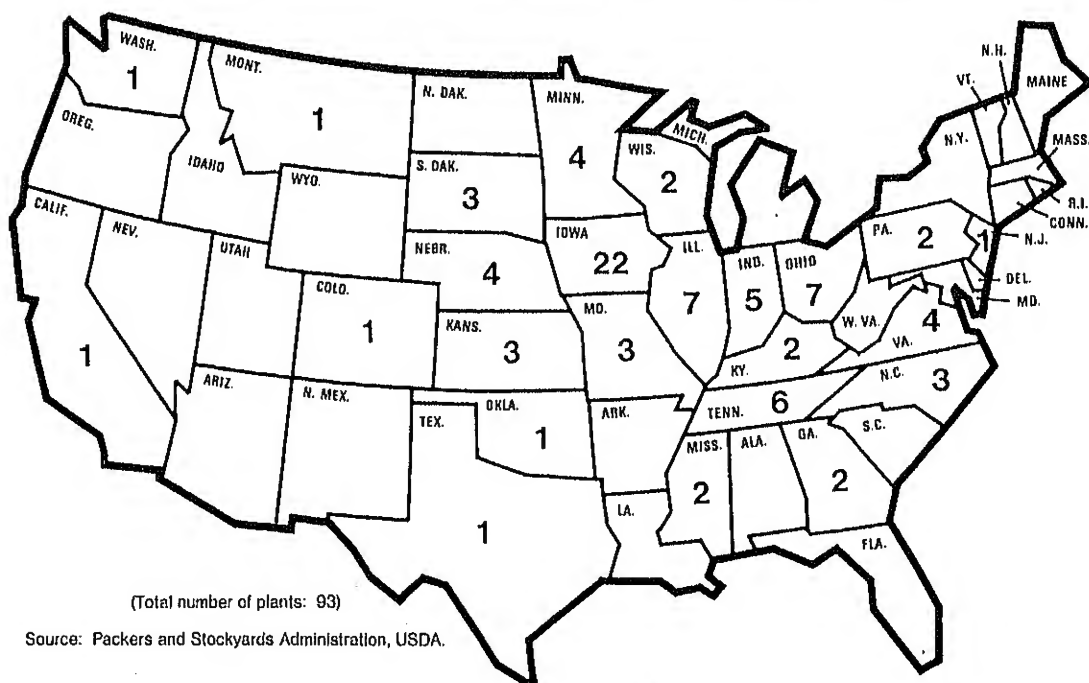 WASH.
1
MONT.
1
N. DAK.
MINN.
4
MICH.
N.H.
VT.
MAINE
OREG.
IDAHO
S. DAK.
3
WIS.
2
N.Y.
MASS.
WYO.
R.I.
CONN.
CALIF.
1
NEV.
UTAH
NEBR.
4
IOWA
22
ILL.
7
IND.
5
OHIO
7
PA.
2
1
N.J.
DEL.
MD.
COLO.
1
KANS.
3
MO.
3
W. VA.
4
VA.
KY.
2
ARIZ.
N. MEX.
TEX.
1
OKLA.
1
ARK.
TENN.
6
N.C.
3
S.C.
MISS.
2
ALA.
GA.
2
LA.
FLA.
(Total number of plants: 93)
Source: Packers and Stockyards Administration, USDA.